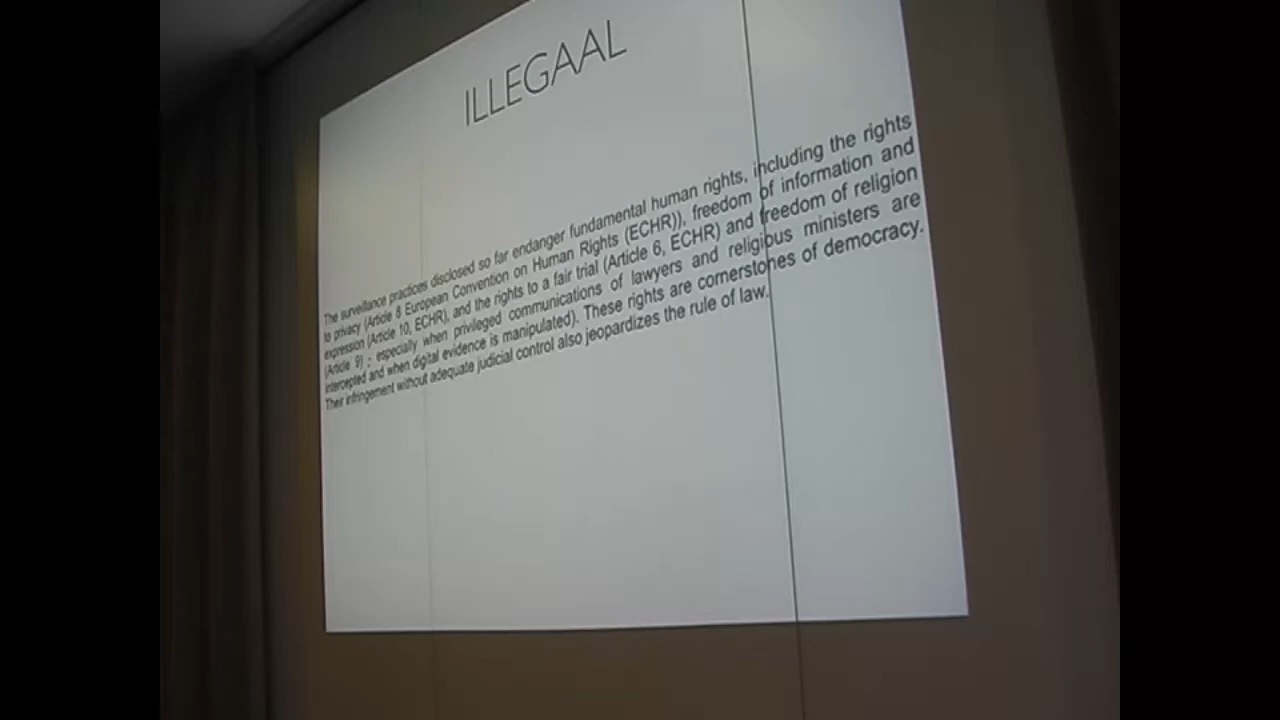 ILLEGAAL
The surveillance practices disclosed so far endanger fundamental human rights, including the rights
to privacy (Article 8 European Convention on Human Rights (ECHR)), freedom of information and
expression (Article 10, ECHR), and the rights to a fair trial (Article 6, ECHR) and freedom of religion
(Article 9) - especially when privileged communications of lawyers and religious ministers are
intercepted and when digital evidence is manipulated). These rights are cornerstones of democracy.
Their infringement without adequate judicial control also jeopardizes the rule of law.